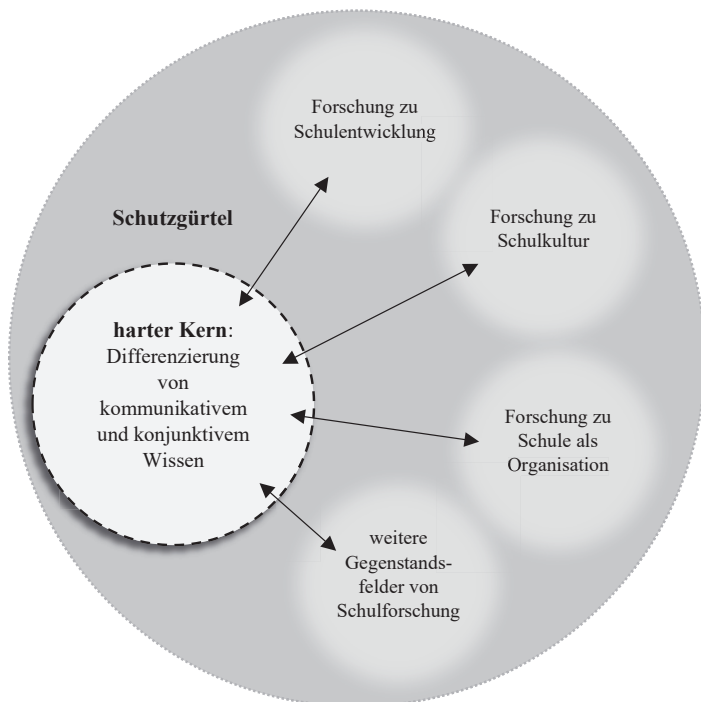 Forschung zu
Schulentwicklung
Schutzgürtel
Forschung zu
Schulkultur
harter Kern:
Differenzierung
von
kommunikativem
und konjunktivem
Wissen
Forschung zu
Schule als
Organisation
weitere
Gegenstands-
felder von
Schulforschung